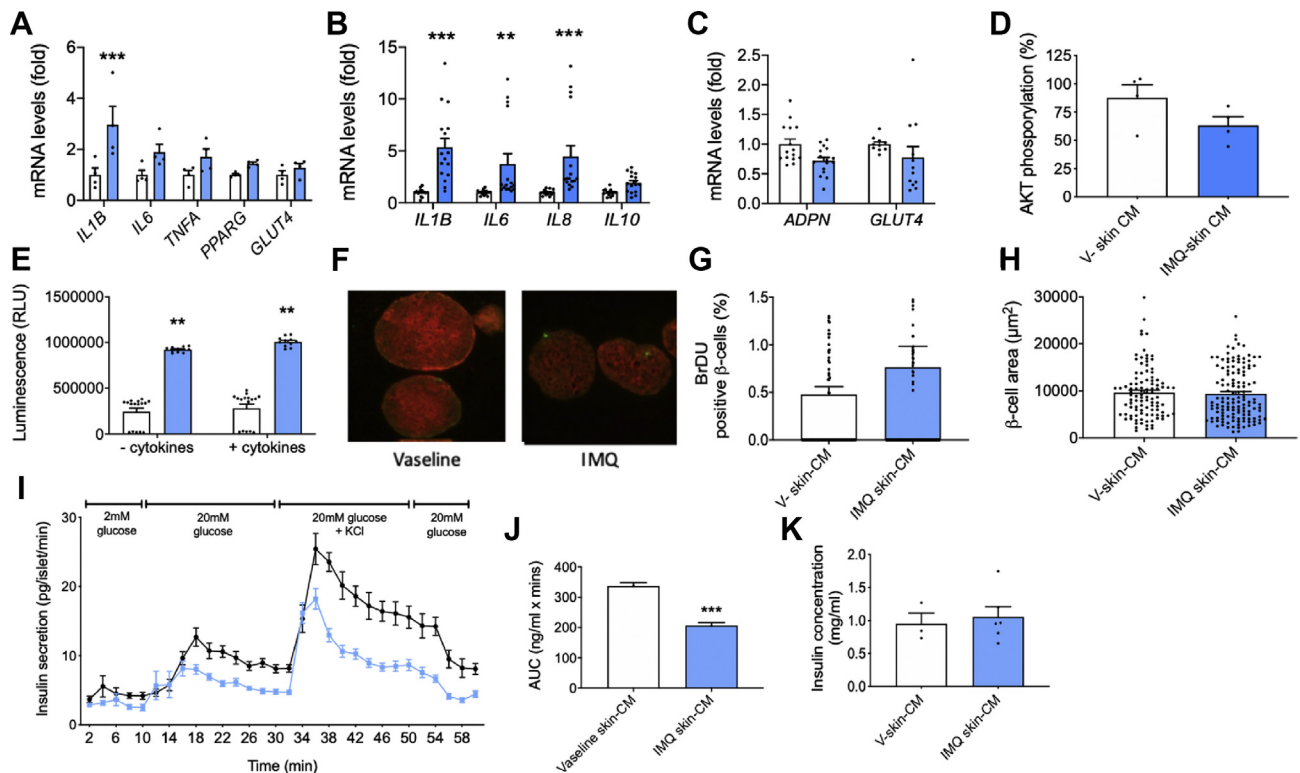 A
mRNA levels (fold)
6
4
2
0
***
IL1B
IL6
TNFA
PPARG
GLUT4
B
mRNA levels (fold)
15
10
5
0
***
**
***
IL1B
IL6
IL8
IL10
C
mRNA levels (fold)
2.5
2.0
1.5
1.0
0.5
0.0
ADPN
GLUT4
D
AKT phosporylation (%)
125
100
75
50
25
0
V- skin CM
IMQ-skin CM
E
Luminescence (RLU)
1500000
1000000
500000
0
**
**
- cytokines
+ cytokines
F
Vaseline
IMQ
G
BrDU
positive β-cells (%)
1.5
1.0
0.5
0.0
V- skin-CM
IMQ skin-CM
H
β-cell area (µm²)
30000
20000
10000
0
V-skin-CM
IMQ skin-CM
I
2mM
glucose
20mM
glucose
20mM glucose
+ KCl
20mM
glucose
Insulin secretion (pg/islet/min)
30
20
10
0
2 6 10 14 18 22 26 30 34 38 42 46 50 54 58
Time (min)
J
AUC (ng/ml x mins)
400
300
200
100
0
***
Vaseline skin-CM
IMQ skin-CM
K
Insulin concentration
(mg/ml)
2.0
1.5
1.0
0.5
0.0
V-skin-CM
IMQ skin-CM